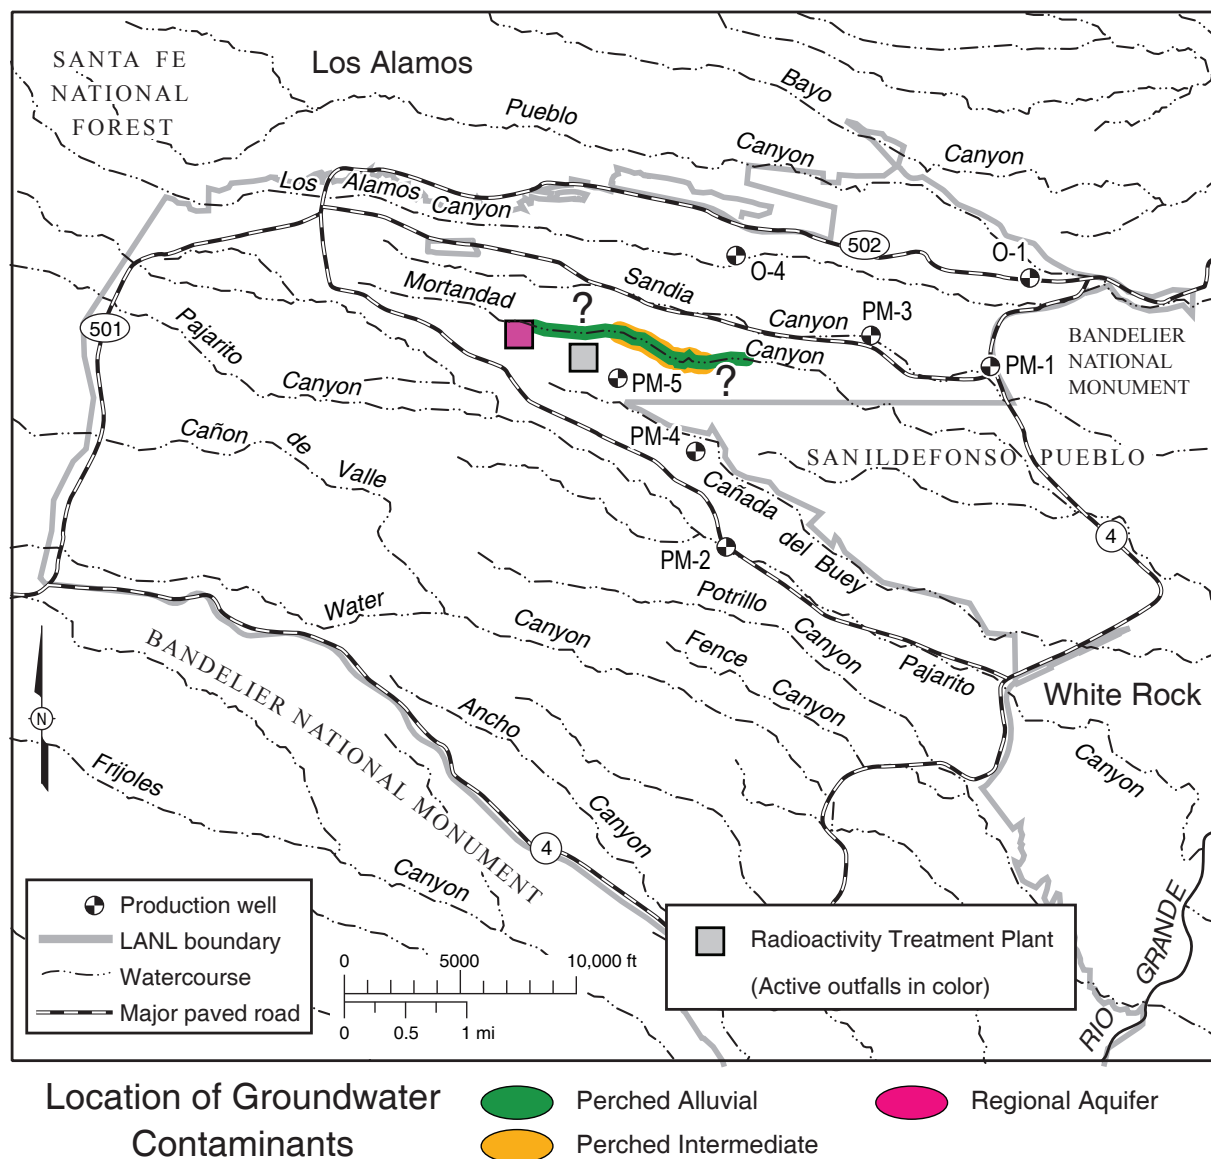 SANTA FE
NATIONAL
FOREST
Los Alamos
Bayo
Canyon
Pueblo
Canyon
Los Alamos Canyon
502
O-1
O-4
Sandia
Canyon
PM-3
Mortandad
?
Canyon
?
501
Pajarito
Canyon
PM-5
PM-1
BANDELIER
NATIONAL
MONUMENT
Cañon de Valle
PM-4
SAN ILDEFONSO PUEBLO
Cañada del Buey
4
PM-2
Water
Canyon
Potrillo
Canyon
Fence
Canyon
Pajarito
White Rock
Canyon
BANDELIER NATIONAL MONUMENT
Ancho
Canyon
N
Frijoles
Canyon
4
RIO GRANDE
Production well
LANL boundary
Watercourse
Major paved road
0 5000 10,000 ft
0 0.5 1 mi
Radioactivity Treatment Plant
(Active outfalls in color)
Location of Groundwater
Contaminants
Perched Alluvial
Perched Intermediate
Regional Aquifer